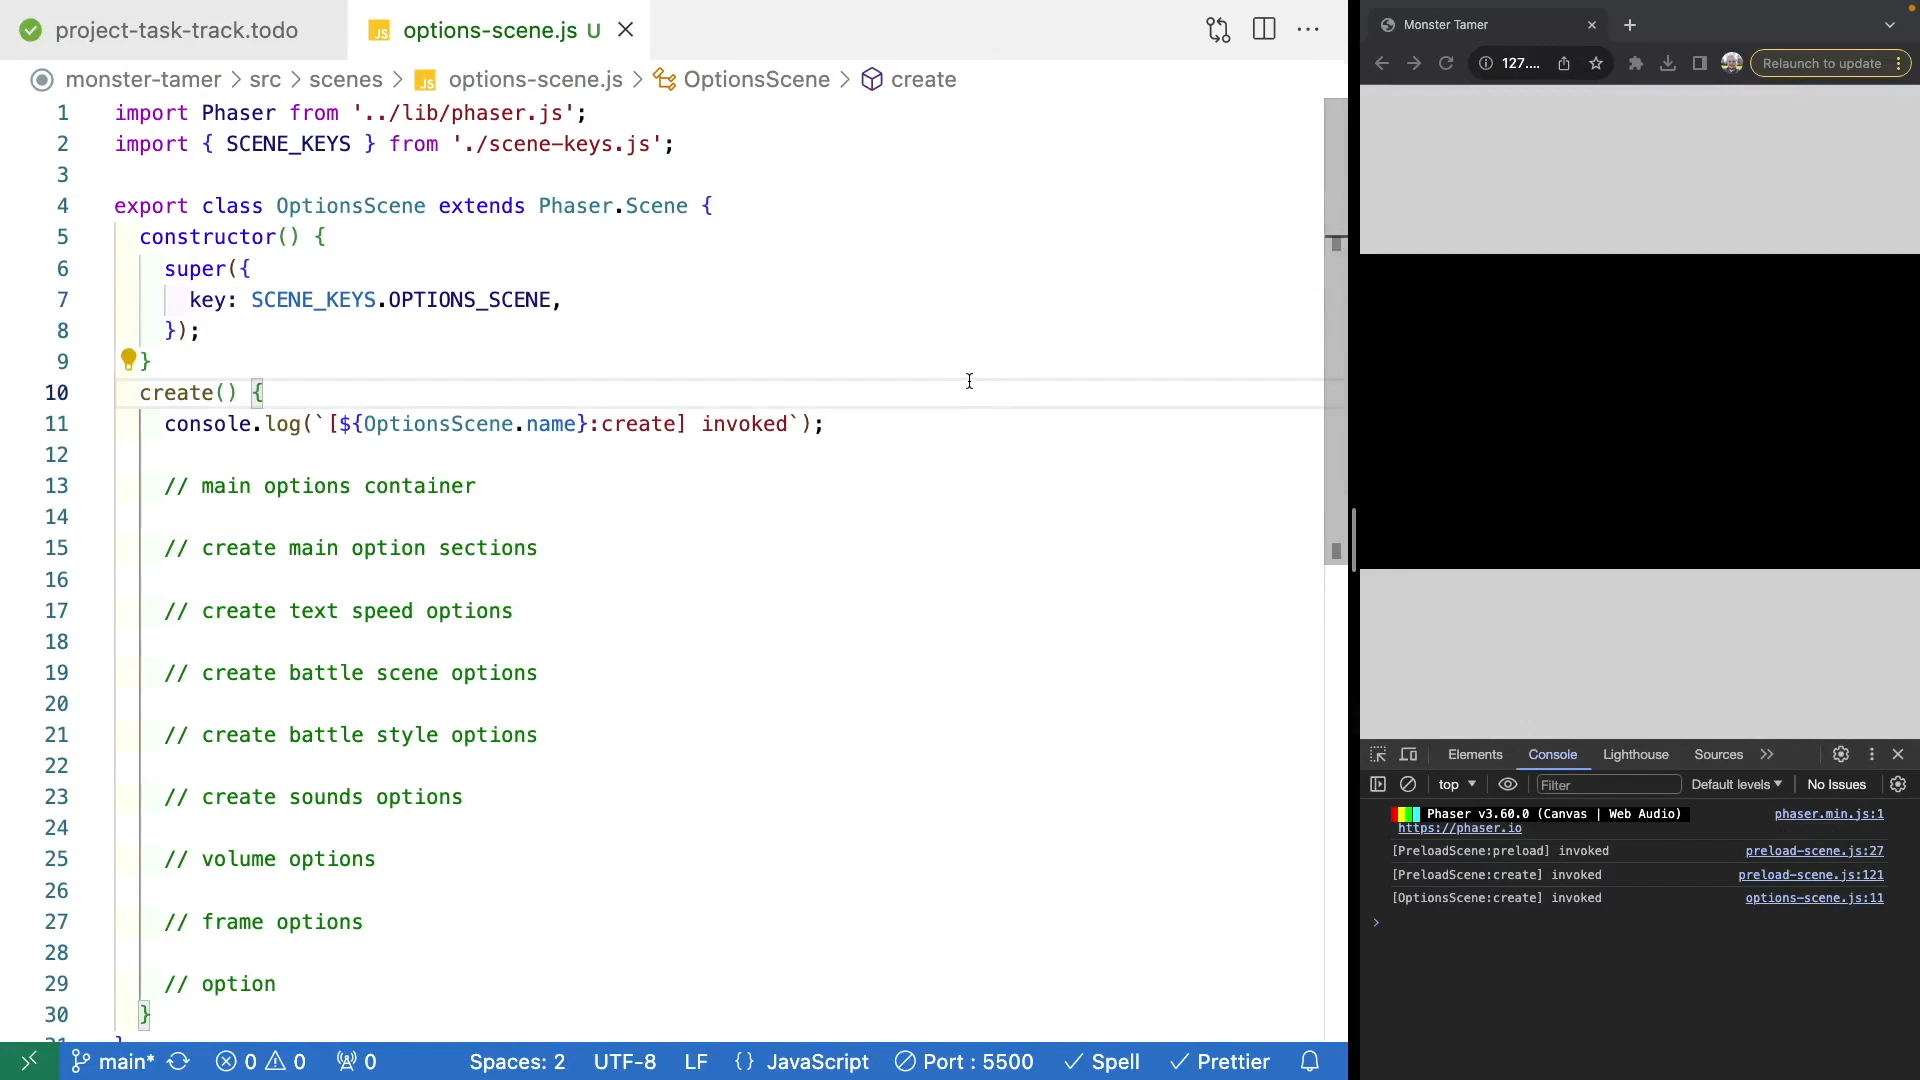 project-task-track.todo
JS options-scene.js U
monster-tamer > src > scenes > JS options-scene.js > OptionsScene > create
1 import Phaser from '../lib/phaser.js';
2 import { SCENE_KEYS } from './scene-keys.js';
3
4 export class OptionsScene extends Phaser.Scene {
5 constructor() {
6 super({
7 key: SCENE_KEYS.OPTIONS_SCENE,
8 });
9 }
10 create() {
11 console.log(`[${OptionsScene.name}:create] invoked`);
12
13 // main options container
14
15 // create main option sections
16
17 // create text speed options
18
19 // create battle scene options
20
21 // create battle style options
22
23 // create sounds options
24
25 // volume options
26
27 // frame options
28
29 // option
30 }
31 }
main* 0 0 0 Spaces: 2 UTF-8 LF {} JavaScript Port : 5500 Spell Prettier
Monster Tamer
127.... Relaunch to update
Elements Console Lighthouse Sources
top Filter Default levels No Issues
Phaser v3.60.0 (Canvas | Web Audio) phaser.min.js:1
https://phaser.io
[PreloadScene:preload] invoked preload-scene.js:27
[PreloadScene:create] invoked preload-scene.js:121
[OptionsScene:create] invoked options-scene.js:11